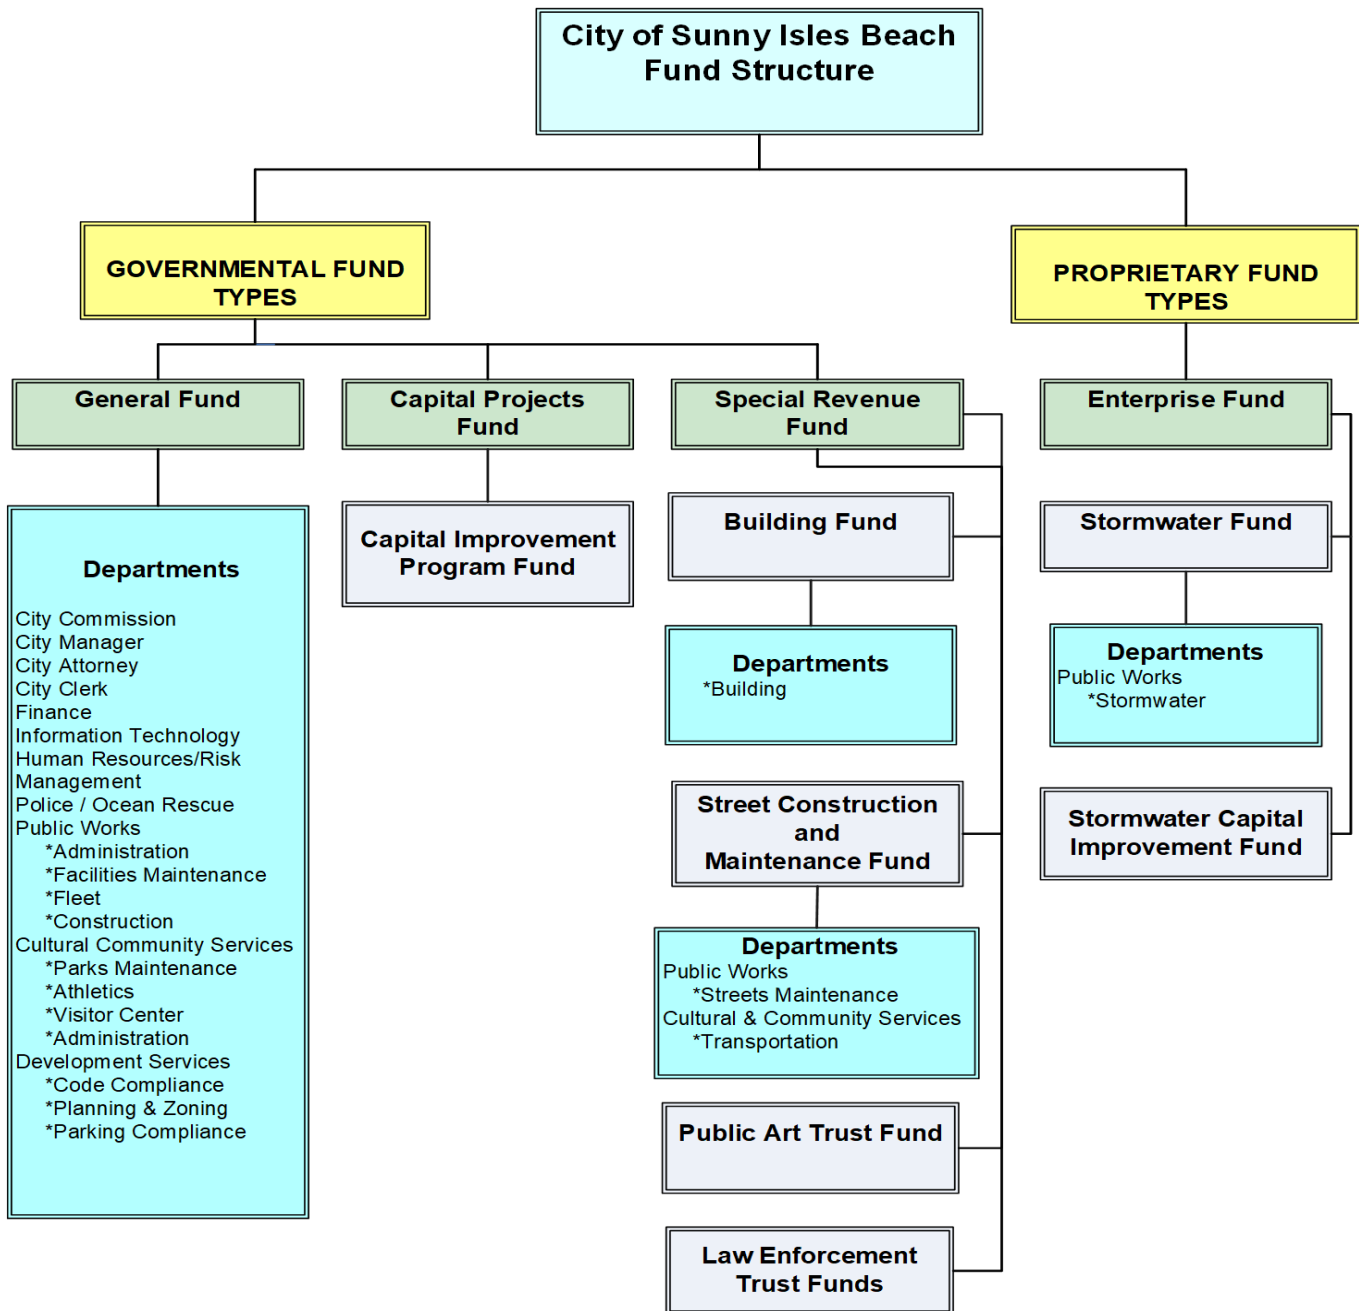 City of Sunny Isles Beach
Fund Structure
GOVERNMENTAL FUND
TYPES
PROPRIETARY FUND
TYPES
General Fund
Capital Projects
Fund
Special Revenue
Fund
Enterprise Fund
Departments
City Commission
City Manager
City Attorney
City Clerk
Finance
Information Technology
Human Resources/Risk
Management
Police / Ocean Rescue
Public Works
*Administration
*Facilities Maintenance
*Fleet
*Construction
Cultural Community Services
*Parks Maintenance
*Athletics
*Visitor Center
*Administration
Development Services
*Code Compliance
*Planning & Zoning
*Parking Compliance
Capital Improvement
Program Fund
Building Fund
Departments
*Building
Street Construction
and
Maintenance Fund
Departments
Public Works
*Streets Maintenance
Cultural & Community Services
*Transportation
Public Art Trust Fund
Law Enforcement
Trust Funds
Stormwater Fund
Departments
Public Works
*Stormwater
Stormwater Capital
Improvement Fund